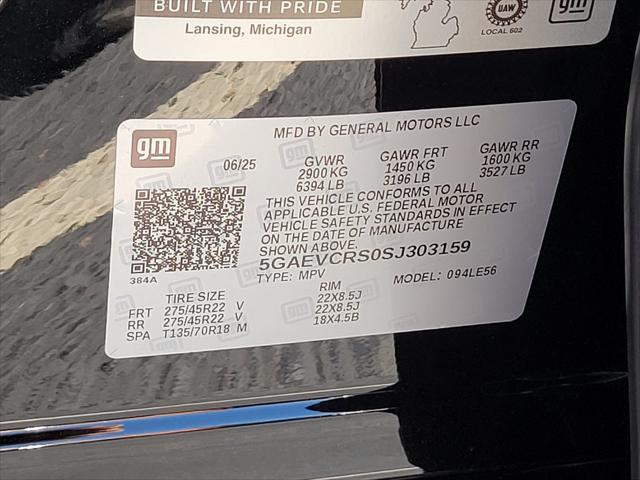 BUILT WITH PRIDE
Lansing, Michigan
UAW
LOCAL 602
gm
MFD BY GENERAL MOTORS LLC
gm
06/25
GVWR
2900 KG
6394 LB
GAWR FRT
1450 KG
3196 LB
GAWR RR
1600 KG
3527 LB
THIS VEHICLE CONFORMS TO ALL
APPLICABLE U.S. FEDERAL MOTOR
VEHICLE SAFETY STANDARDS IN EFFECT
ON THE DATE OF MANUFACTURE
SHOWN ABOVE.
384A
5GAEVCRS0SJ303159
TYPE: MPV MODEL: 094LE56
TIRE SIZE RIM
FRT 275/45R22 V 22X8.5J
RR 275/45R22 V 22X8.5J
SPA T135/70R18 M 18X4.5B